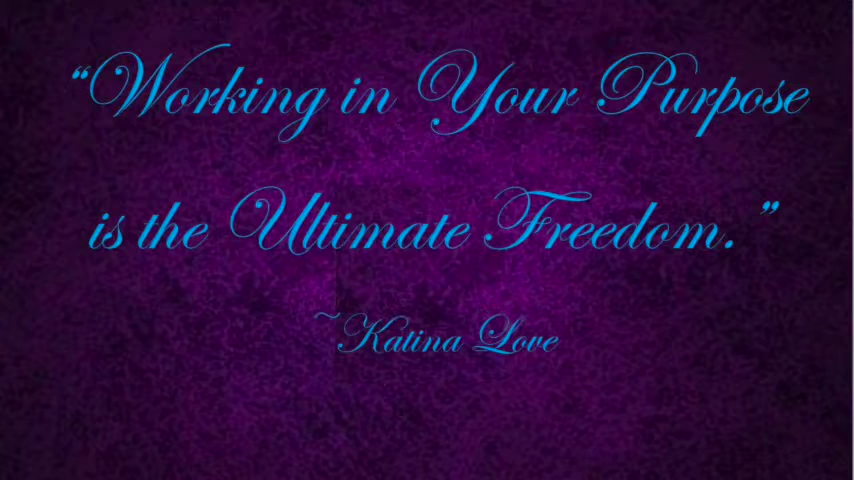 “Working in Your Purpose
is the Ultimate Freedom.”
~Katina Love